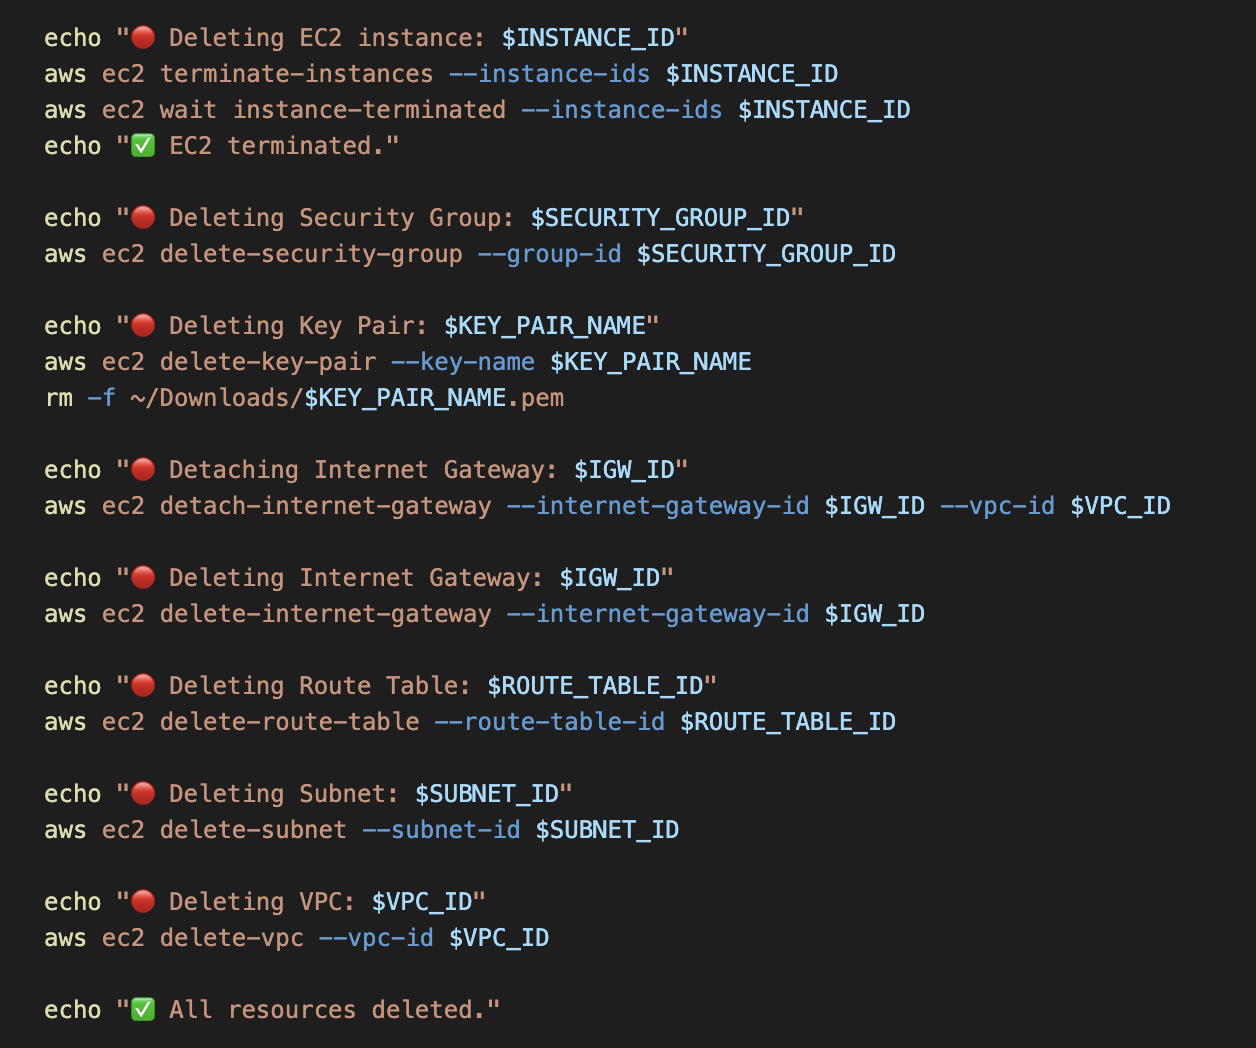 echo "🔴 Deleting EC2 instance: $INSTANCE_ID"
aws ec2 terminate-instances --instance-ids $INSTANCE_ID
aws ec2 wait instance-terminated --instance-ids $INSTANCE_ID
echo "✅ EC2 terminated."
echo "🔴 Deleting Security Group: $SECURITY_GROUP_ID"
aws ec2 delete-security-group --group-id $SECURITY_GROUP_ID
echo "🔴 Deleting Key Pair: $KEY_PAIR_NAME"
aws ec2 delete-key-pair --key-name $KEY_PAIR_NAME
rm -f ~/Downloads/$KEY_PAIR_NAME.pem
echo "🔴 Detaching Internet Gateway: $IGW_ID"
aws ec2 detach-internet-gateway --internet-gateway-id $IGW_ID --vpc-id $VPC_ID
echo "🔴 Deleting Internet Gateway: $IGW_ID"
aws ec2 delete-internet-gateway --internet-gateway-id $IGW_ID
echo "🔴 Deleting Route Table: $ROUTE_TABLE_ID"
aws ec2 delete-route-table --route-table-id $ROUTE_TABLE_ID
echo "🔴 Deleting Subnet: $SUBNET_ID"
aws ec2 delete-subnet --subnet-id $SUBNET_ID
echo "🔴 Deleting VPC: $VPC_ID"
aws ec2 delete-vpc --vpc-id $VPC_ID
echo "✅ All resources deleted."